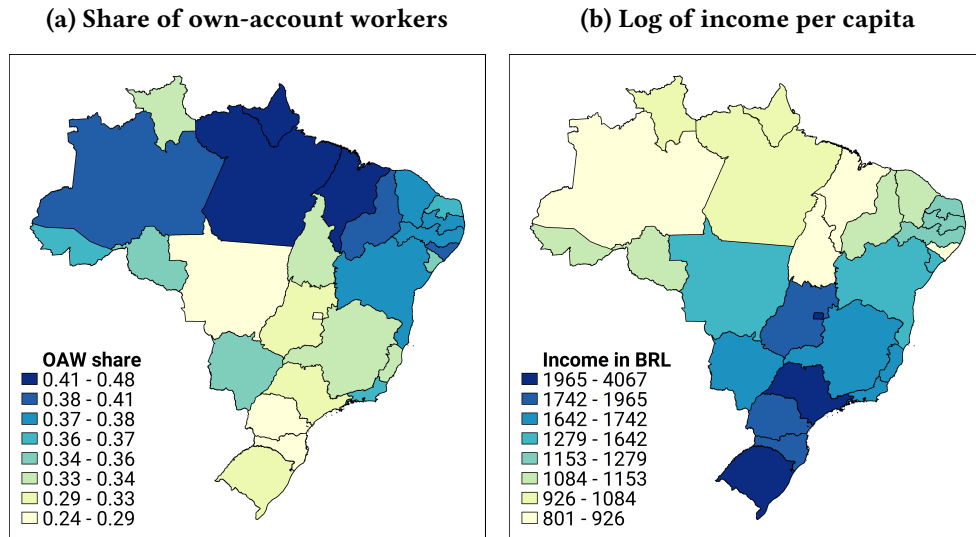 (a) Share of own-account workers
(b) Log of income per capita
OAW share
0.41 - 0.48
0.38 - 0.41
0.37 - 0.38
0.36 - 0.37
0.34 - 0.36
0.33 - 0.34
0.29 - 0.33
0.24 - 0.29
Income in BRL
1965 - 4067
1742 - 1965
1642 - 1742
1279 - 1642
1153 - 1279
1084 - 1153
926 - 1084
801 - 926